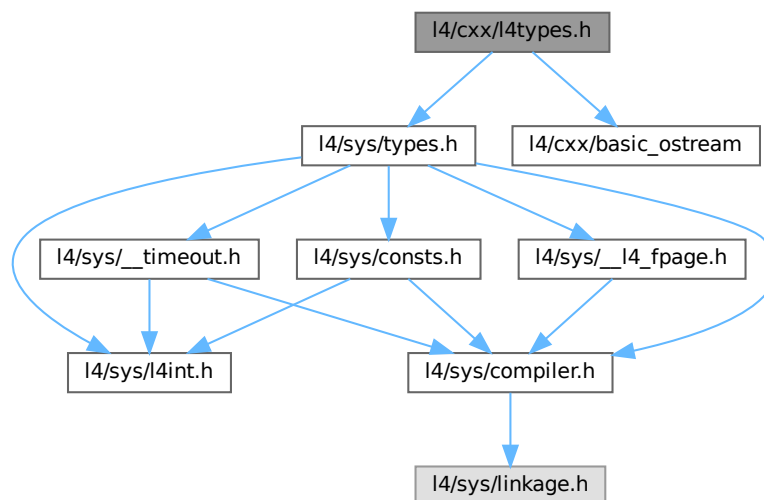 l4/cxx/l4types.h
l4/sys/types.h
l4/cxx/basic_ostream
l4/sys/__timeout.h
l4/sys/consts.h
l4/sys/__l4_fpage.h
l4/sys/l4int.h
l4/sys/compiler.h
l4/sys/linkage.h